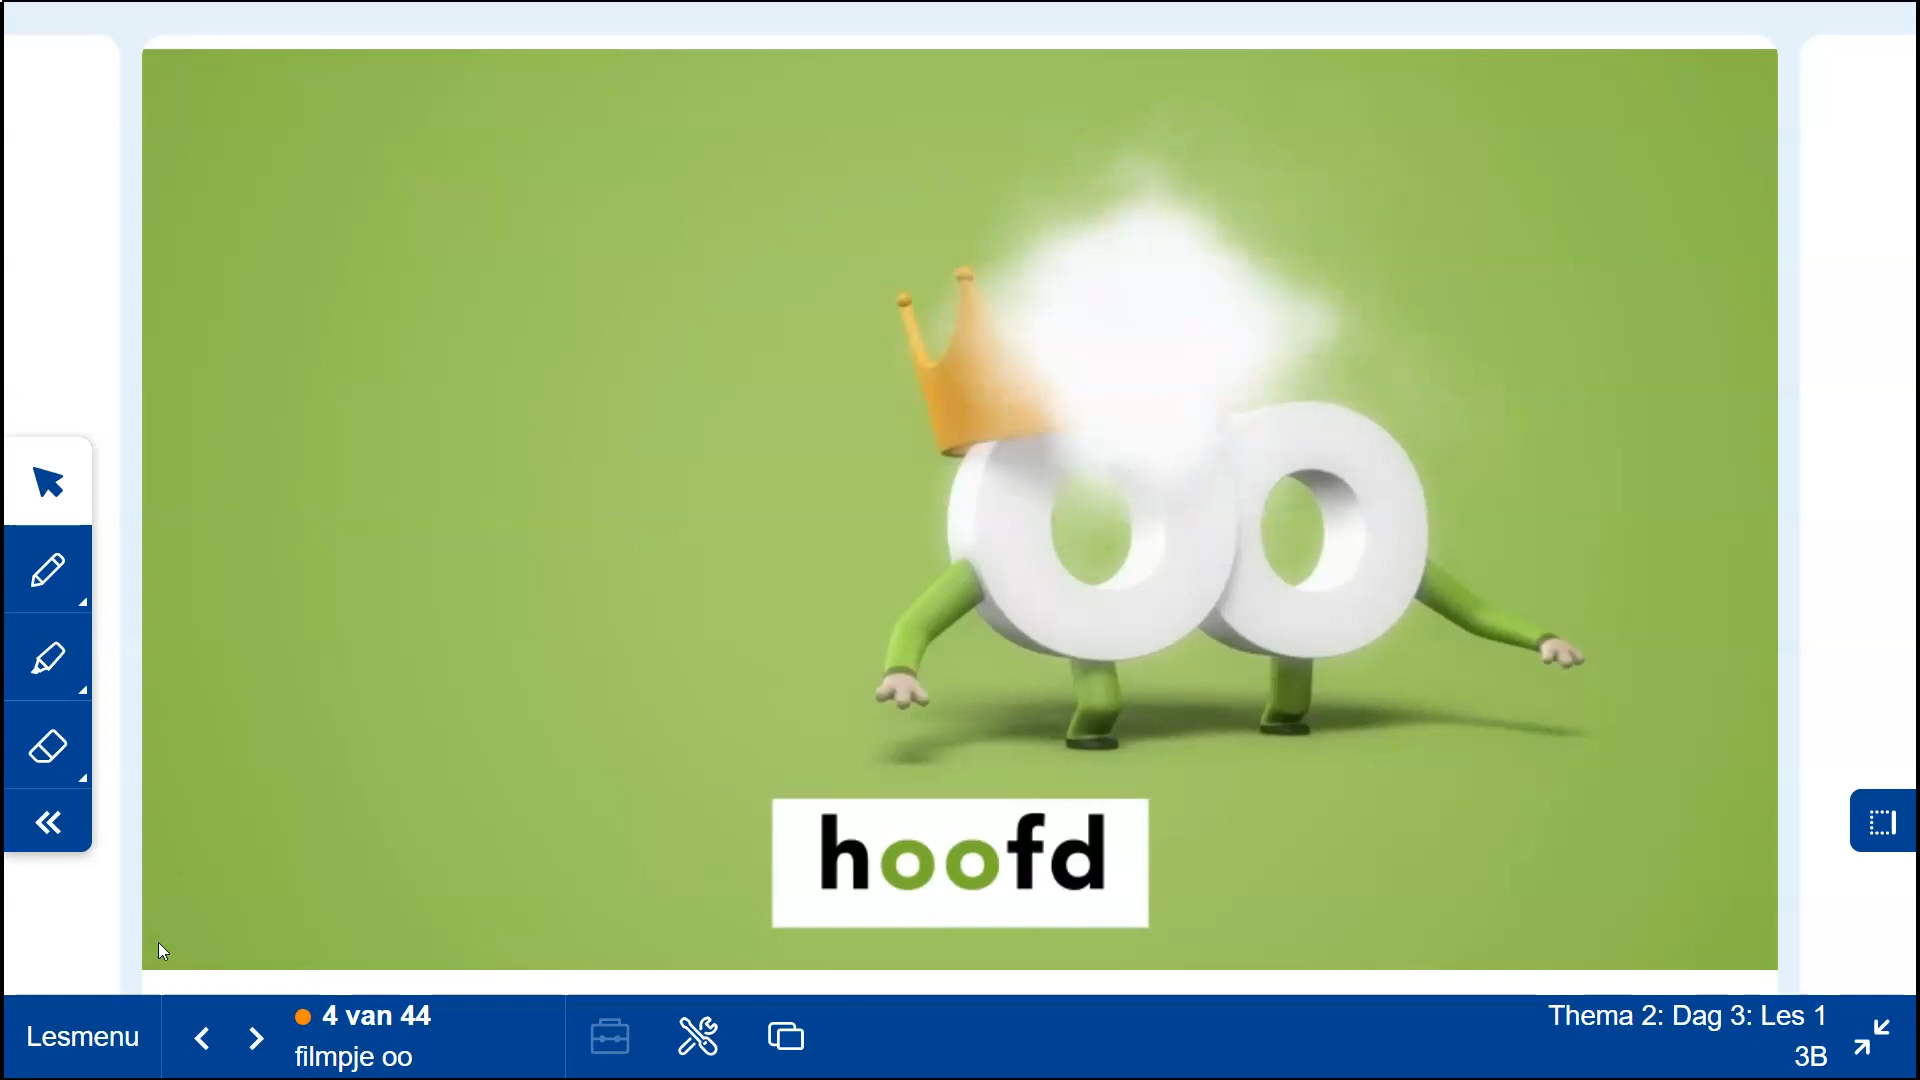 hoofd
Lesmenu
4 van 44
filmpje oo
Thema 2: Dag 3: Les 1
3B